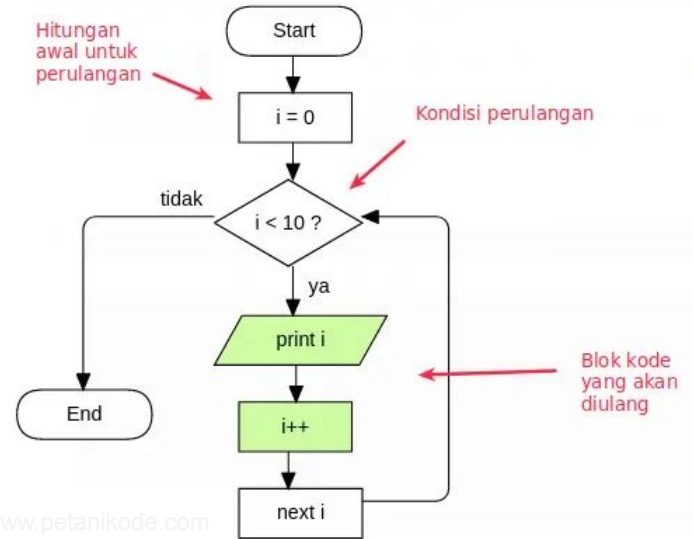 Hitungan
awal untuk
perulangan
Start
i = 0
Kondisi perulangan
tidak
i < 10 ?
ya
print i
Blok kode
yang akan
diulang
End
i++
next i
ww.petanikode.com